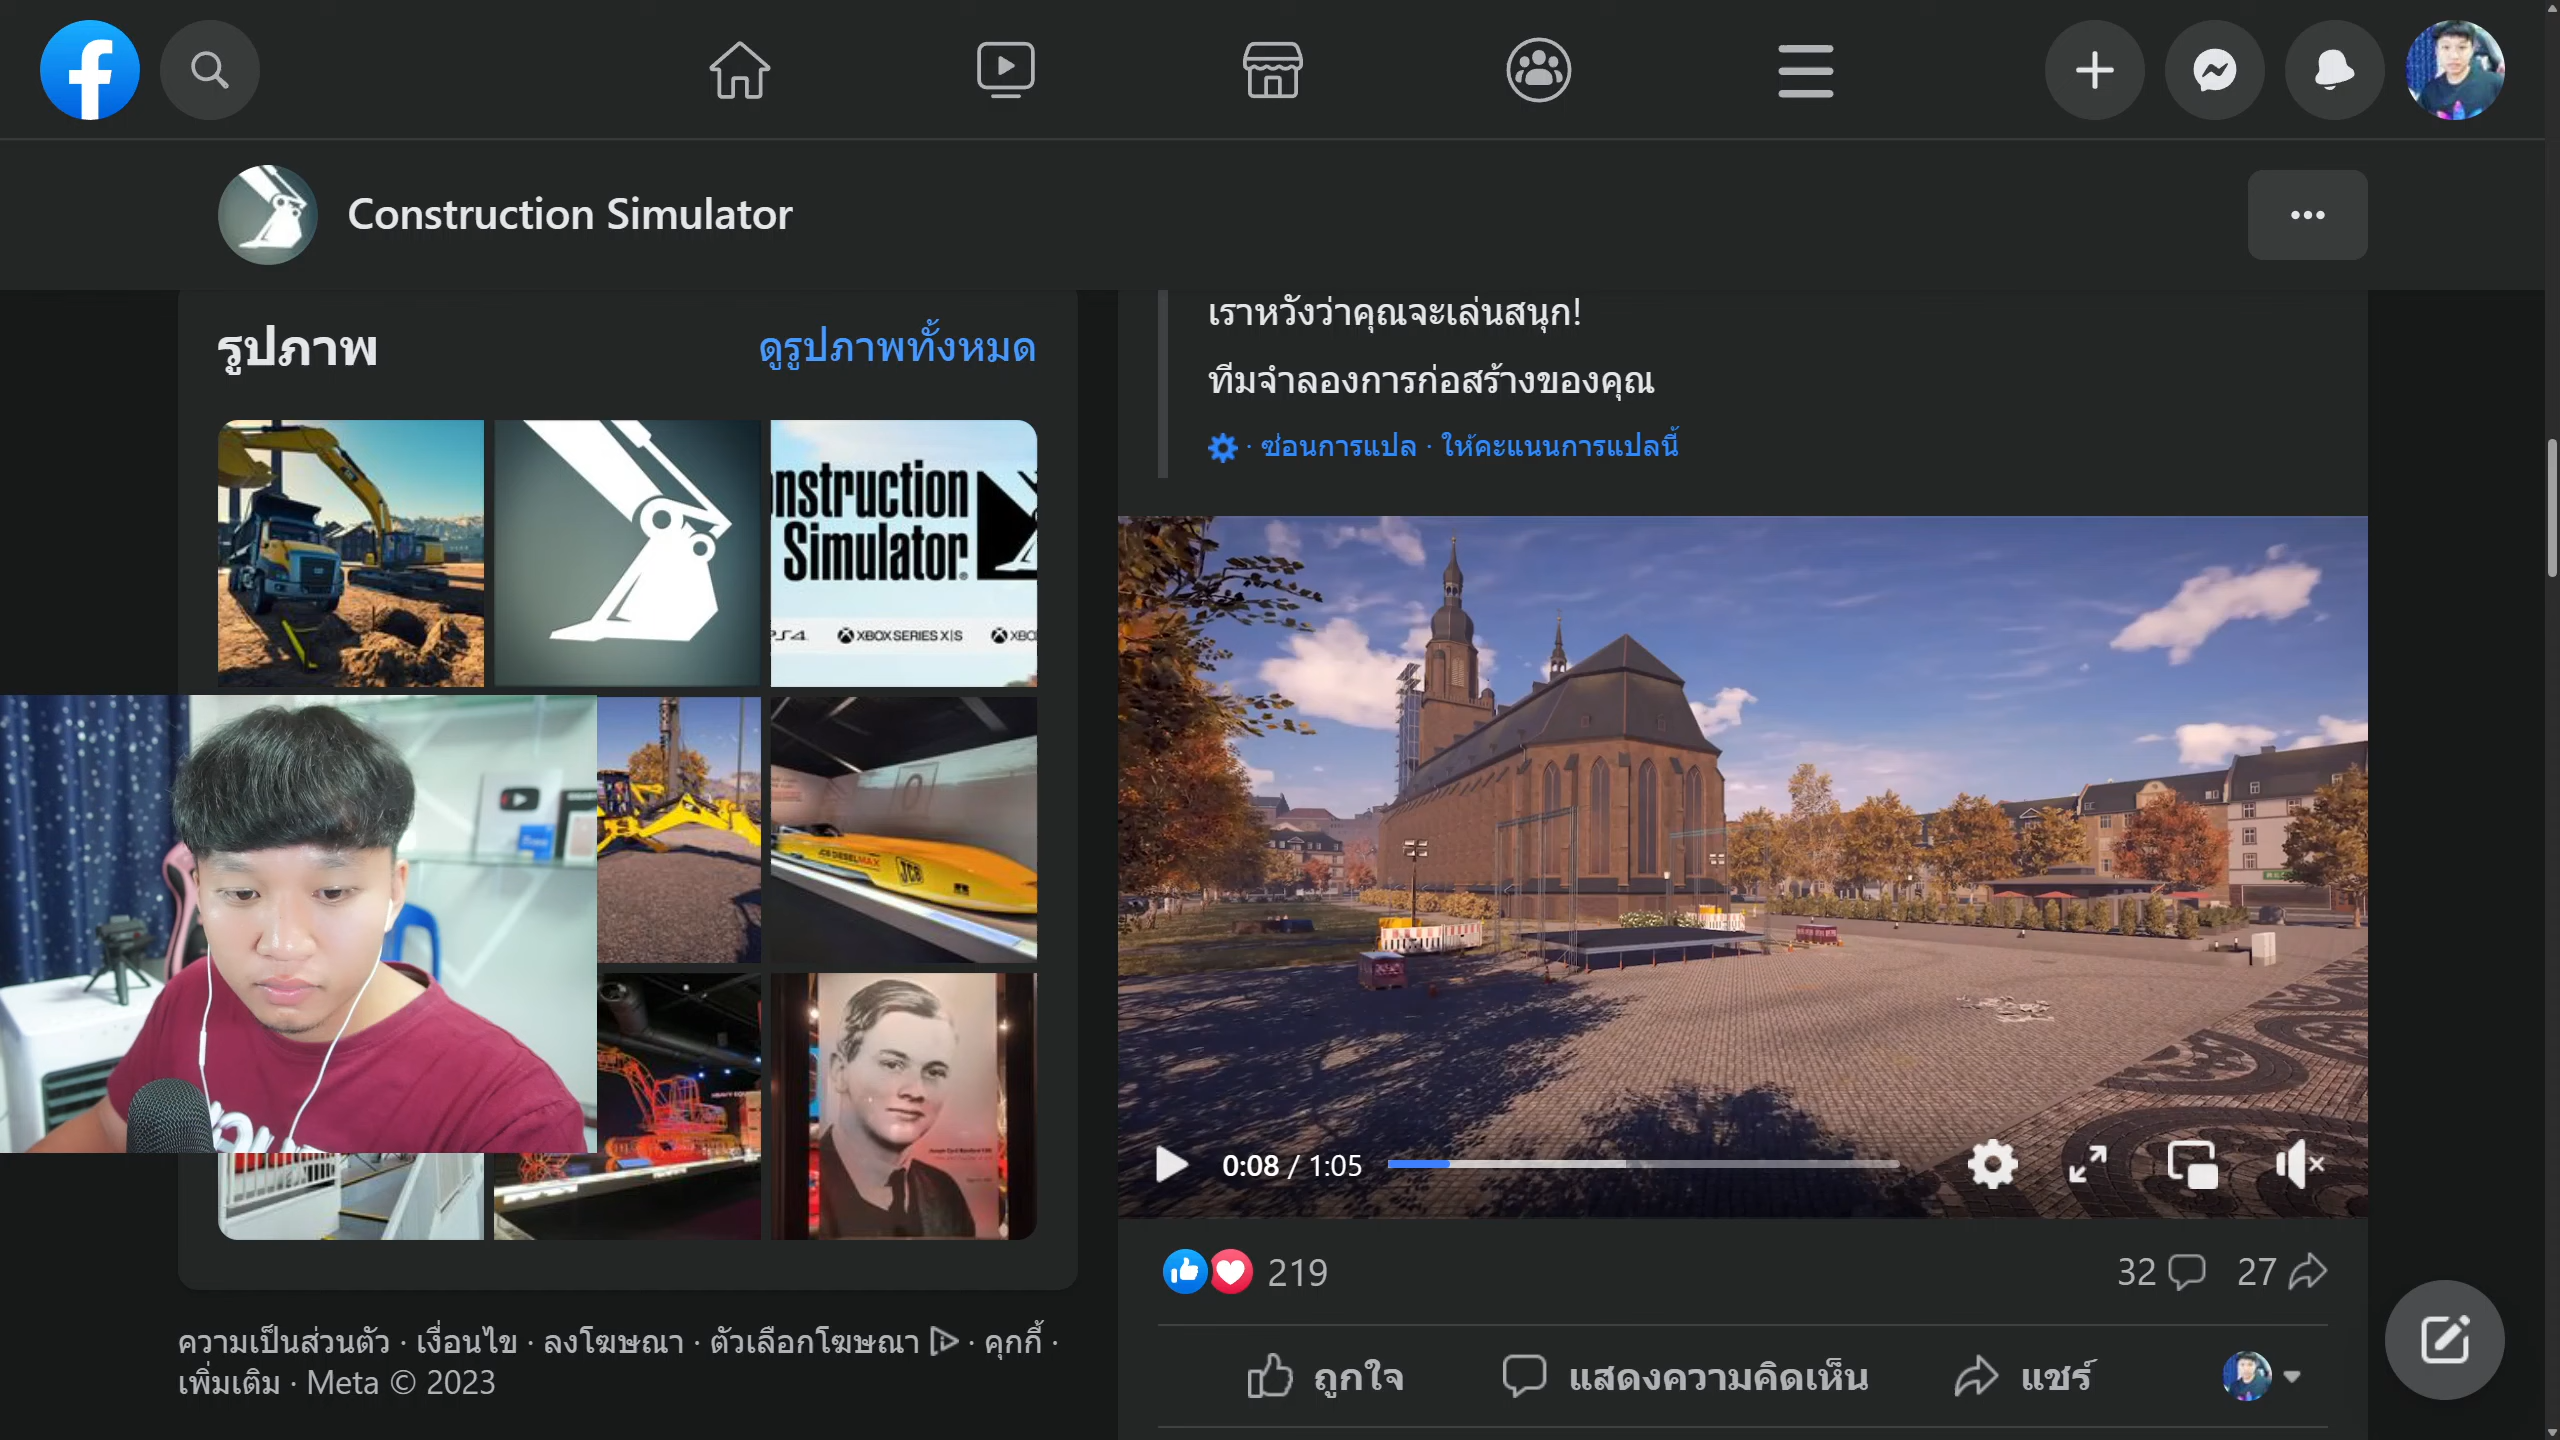 Construction Simulator
รูปภาพ
ดูรูปภาพทั้งหมด
nstruction
Simulator
PS4 XBOX SERIES X|S XBO
JCB DIESELMAX
JCB
ความเป็นส่วนตัว · เงื่อนไข · ลงโฆษณา · ตัวเลือกโฆษณา · คุกกี้ ·
เพิ่มเติม · Meta © 2023
เราหวังว่าคุณจะเล่นสนุก!
ทีมจำลองการก่อสร้างของคุณ
· ซ่อนการแปล · ให้คะแนนการแปลนี้
0:08 / 1:05
219
32
27
ถูกใจ
แสดงความคิดเห็น
แชร์